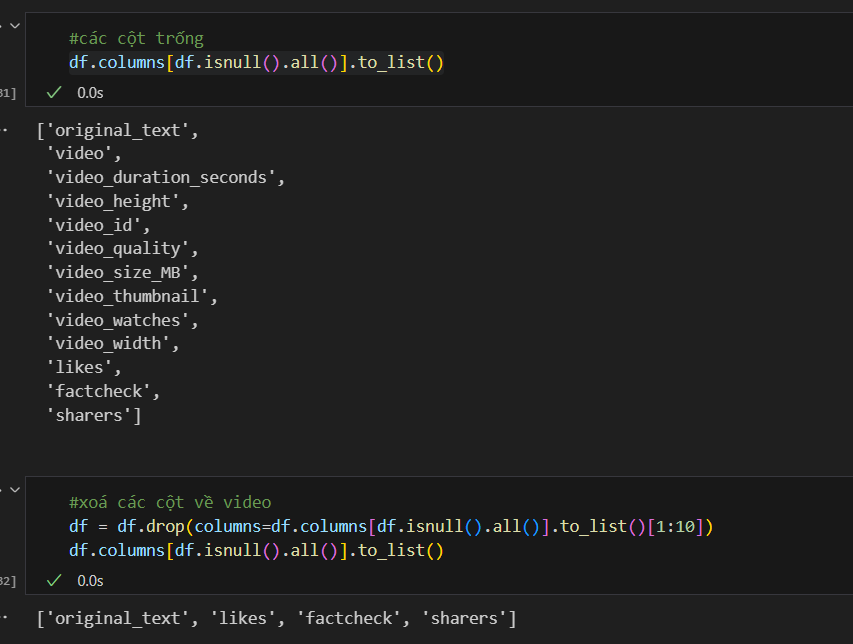 #các cột trống
df.columns[df.isnull().all()].to_list()
31]
0.0s
['original_text',
'video',
'video_duration_seconds',
'video_height',
'video_id',
'video_quality',
'video_size_MB',
'video_thumbnail',
'video_watches',
'video_width',
'likes',
'factcheck',
'sharers']
#xoá các cột về video
df = df.drop(columns=df.columns[df.isnull().all()].to_list()[1:10])
df.columns[df.isnull().all()].to_list()
32]
0.0s
['original_text', 'likes', 'factcheck', 'sharers']